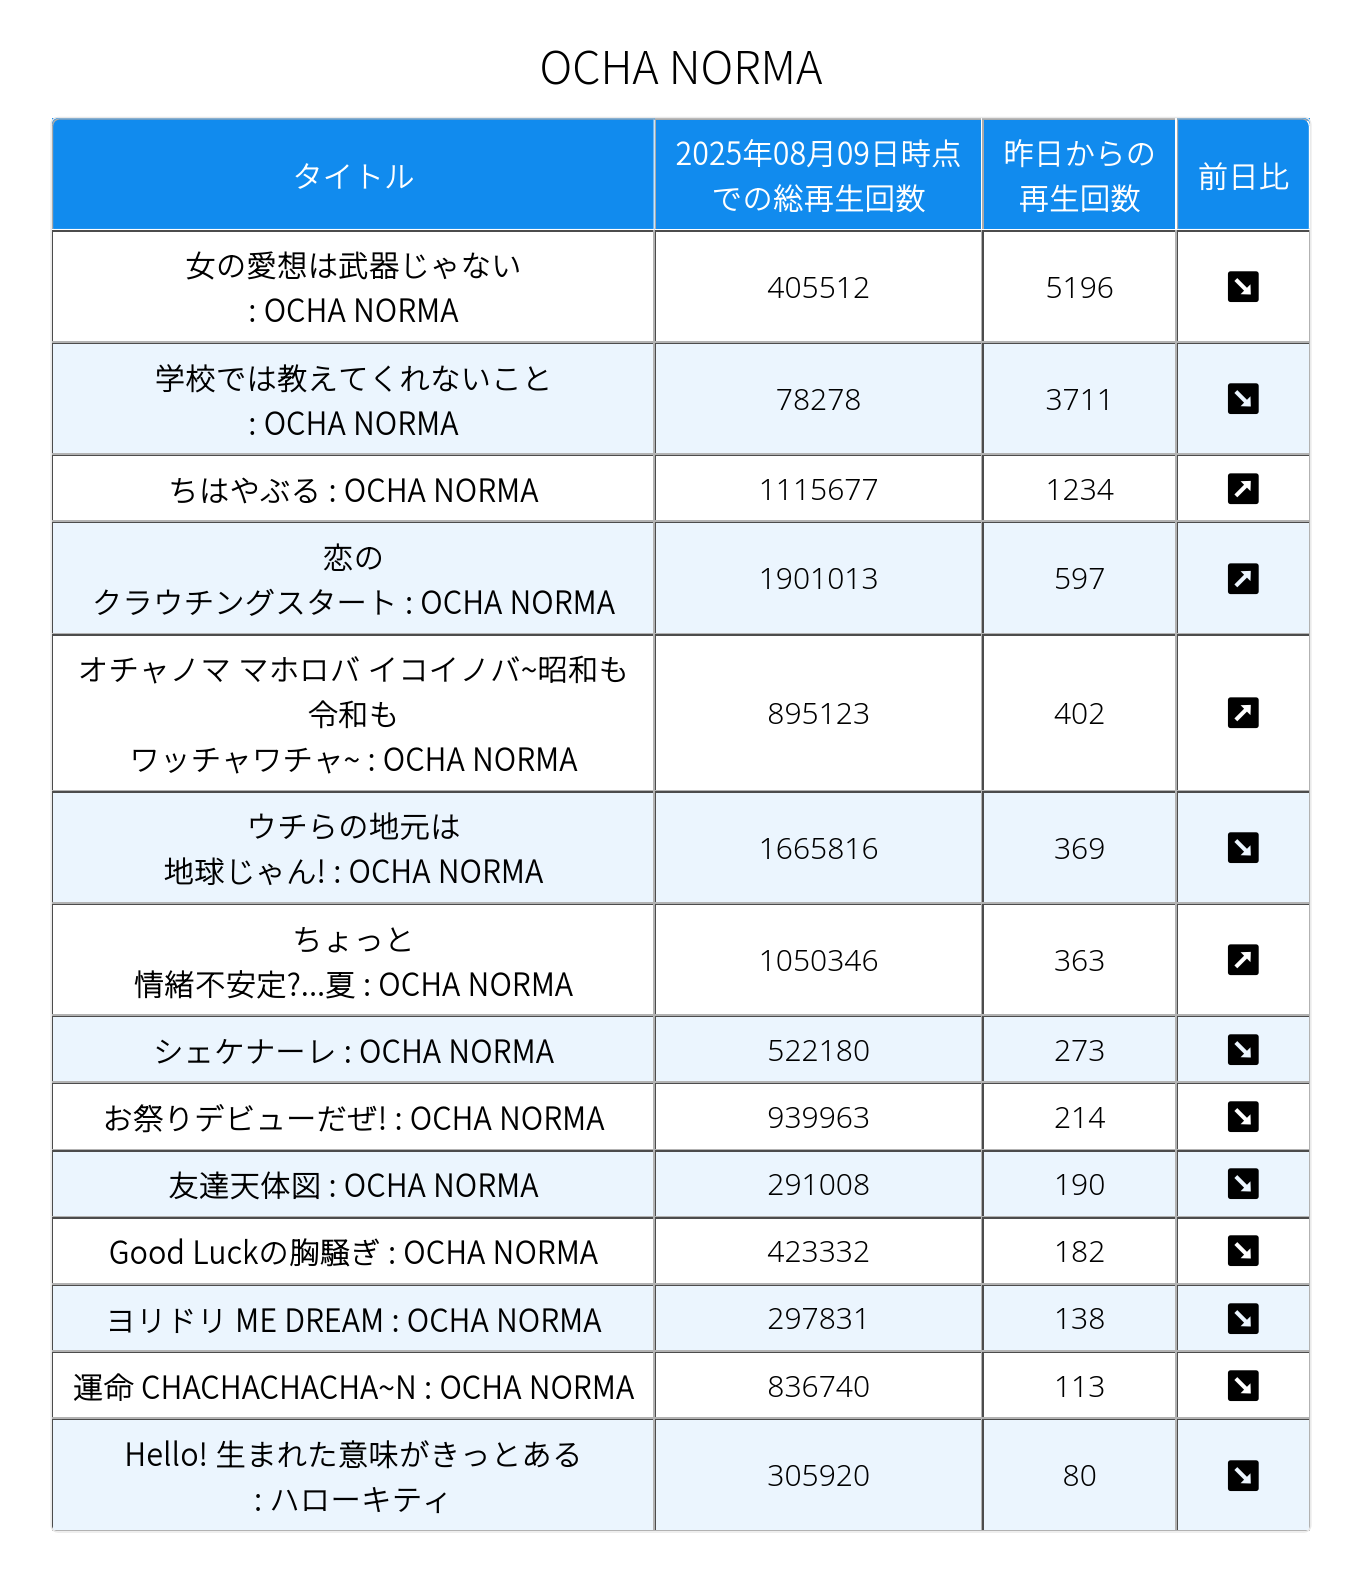 OCHA NORMA
タイトル
2025年08月09日時点
での総再生回数
昨日からの
再生回数
前日比
女の愛想は武器じゃない
: OCHA NORMA
405512
5196
学校では教えてくれないこと
: OCHA NORMA
78278
3711
ちはやぶる : OCHA NORMA
1115677
1234
恋の
クラウチングスタート : OCHA NORMA
1901013
597
オチャノマ マホロバ イコイノバ~昭和も
令和も
ワッチャワチャ~ : OCHA NORMA
895123
402
ウチらの地元は
地球じゃん! : OCHA NORMA
1665816
369
ちょっと
情緒不安定?...夏 : OCHA NORMA
1050346
363
シェケナーレ : OCHA NORMA
522180
273
お祭りデビューだぜ! : OCHA NORMA
939963
214
友達天体図 : OCHA NORMA
291008
190
Good Luckの胸騒ぎ : OCHA NORMA
423332
182
ヨリドリ ME DREAM : OCHA NORMA
297831
138
運命 CHACHACHACHA~N : OCHA NORMA
836740
113
Hello! 生まれた意味がきっとある
: ハローキティ
305920
80